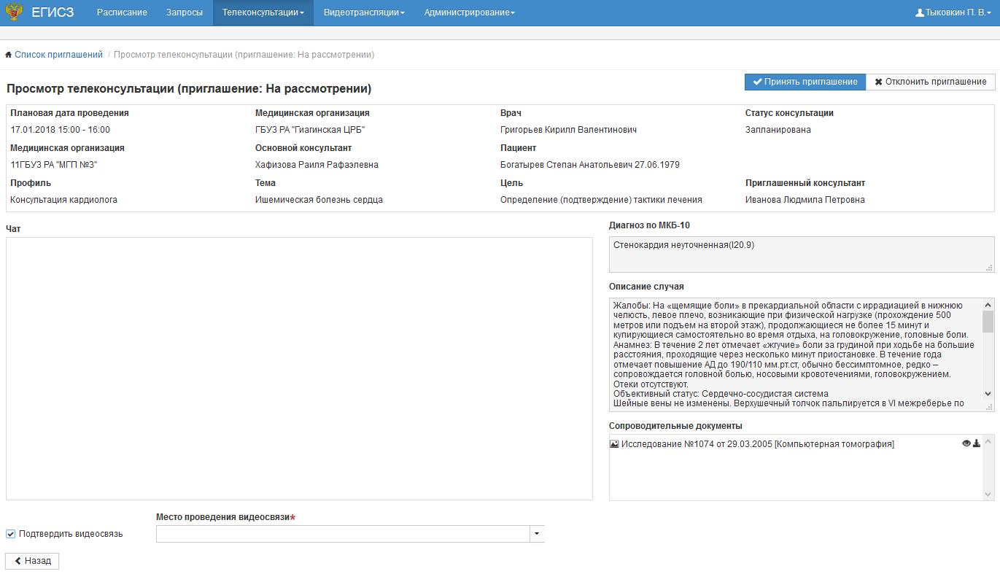 ЕГИСЗ Расписание Запросы Телеконсультации Видеотрансляции Администрирование Тыковкин П. В.
Список приглашений / Просмотр телеконсультации (приглашение: На рассмотрении)
Принять приглашение Отклонить приглашение
Просмотр телеконсультации (приглашение: На рассмотрении)
Плановая дата проведения Медицинская организация Врач Статус консультации
17.01.2018 15:00 - 16:00 ГБУЗ РА "Гиагинская ЦРБ" Григорьев Кирилл Валентинович Запланирована
Медицинская организация Основной консультант Пациент
11ГБУЗ РА "МГП №3" Хафизова Раиля Рафаэлевна Богатырев Степан Анатольевич 27.06.1979
Профиль Тема Цель Приглашенный консультант
Консультация кардиолога Ишемическая болезнь сердца Определение (подтверждение) тактики лечения Иванова Людмила Петровна
Чат
Диагноз по МКБ-10
Стенокардия неуточненная(I20.9)
Описание случая
Жалобы: На «щемящие боли» в прекардиальной области с иррадиацией в нижнюю
челюсть, левое плечо, возникающие при физической нагрузке (прохождение 500
метров или подъем на второй этаж), продолжающиеся не более 15 минут и
купирующиеся самостоятельно во время отдыха, на головокружение, головные боли.
Анамнез: В течение 2 лет отмечает «жгучие» боли за грудиной при ходьбе на большие
расстояния, проходящие через несколько минут приостановке. В течение года
отмечает повышение АД до 190/110 мм.рт.ст, обычно бессимптомное, редко –
сопровождается головной болью, носовыми кровотечениями, головокружением.
Отеки отсутствуют.
Объективный статус: Сердечно-сосудистая система
Шейные вены не изменены. Верхушечный толчок пальпируется в VI межреберье по
Сопроводительные документы
Исследование №1074 от 29.03.2005 [Компьютерная томография]
Место проведения видеосвязи*
Подтвердить видеосвязь
Назад